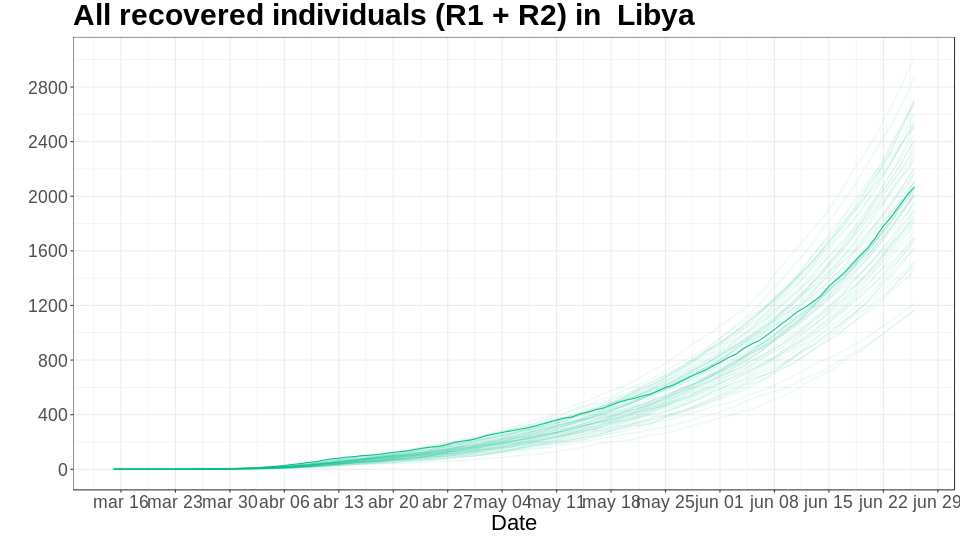 All recovered individuals (R1 + R2) in  Libya
2800
2400
2000
1600
1200
800
400
0
mar 16 mar 23 mar 30 abr 06 abr 13 abr 20 abr 27 may 04 may 11 may 18 may 25 jun 01 jun 08 jun 15 jun 22 jun 29
Date